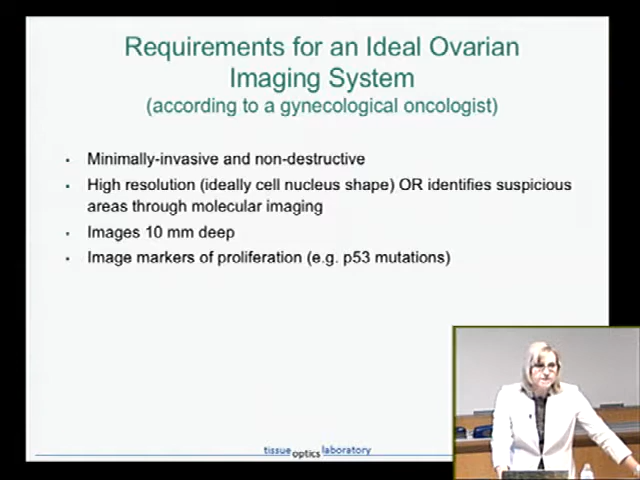 Requirements for an Ideal Ovarian
Imaging System
(according to a gynecological oncologist)
• Minimally-invasive and non-destructive
• High resolution (ideally cell nucleus shape) OR identifies suspicious
areas through molecular imaging
• Images 10 mm deep
• Image markers of proliferation (e.g. p53 mutations)
tissue optics laboratory